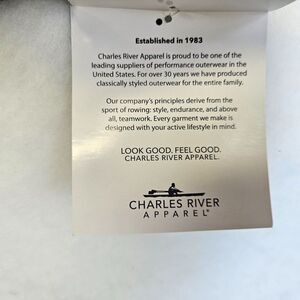 Established in 1983
Charles River Apparel is proud to be one of the
leading suppliers of performance outerwear in the
United States. For over 30 years we have produced
classically styled outerwear for the entire family.
Our company's principles derive from the
sport of rowing: style, endurance, and above
all, teamwork. Every garment we make is
designed with your active lifestyle in mind.
LOOK GOOD. FEEL GOOD.
CHARLES RIVER APPAREL.
CHARLES RIVER
APPAREL®